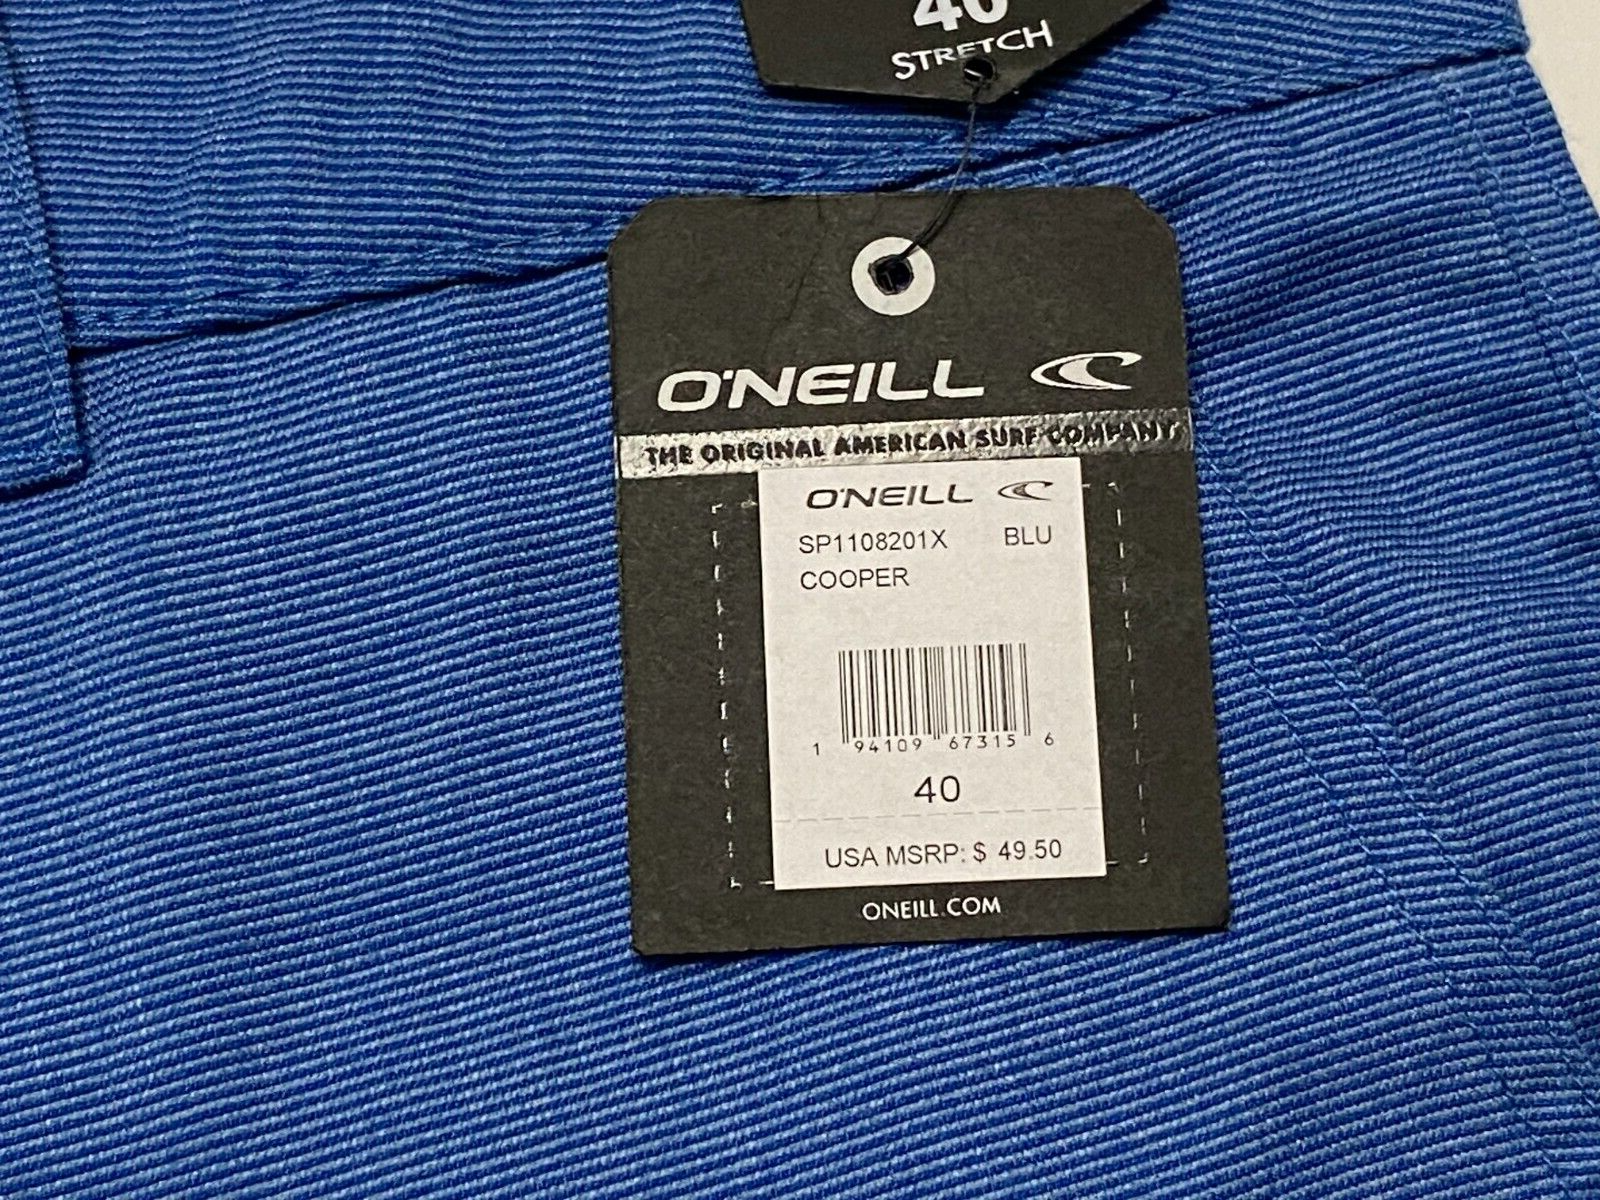 40
STRETCH
O'NEILL
THE ORIGINAL AMERICAN SURF COMPANY
O'NEILL
SP1108201X BLU
COOPER
1 94109 67315 6
40
USA MSRP: $ 49.50
ONEILL.COM